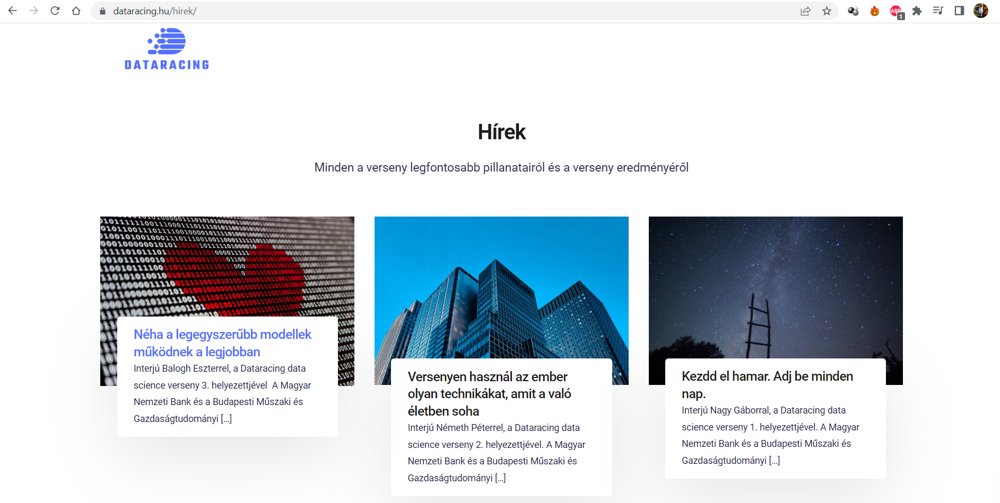 dataracing.hu/hirek/
ABP
1
DATARACING
Hírek
Minden a verseny legfontosabb pillanatairól és a verseny eredményéről
Néha a legegyszerűbb modellek
működnek a legjobban
Interjú Balogh Eszterrel, a Dataracing data
science verseny 3. helyezettjével A Magyar
Nemzeti Bank és a Budapesti Műszaki és
Gazdaságtudományi [...]
Versenyen használ az ember
olyan technikákat, amit a való
életben soha
Interjú Németh Péterrel, a Dataracing data
science verseny 2. helyezettjével. A Magyar
Nemzeti Bank és a Budapesti Műszaki és
Gazdaságtudományi [...]
Kezdd el hamar. Adj be minden
nap.
Interjú Nagy Gáborral, a Dataracing data
science verseny 1. helyezettjével. A Magyar
Nemzeti Bank és a Budapesti Műszaki és
Gazdaságtudományi [...]